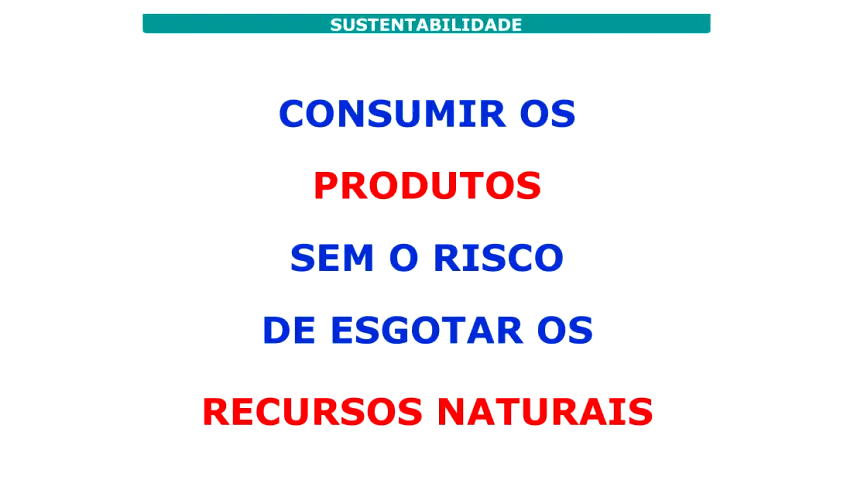 SUSTENTABILIDADE
CONSUMIR OS
PRODUTOS
SEM O RISCO
DE ESGOTAR OS
RECURSOS NATURAIS